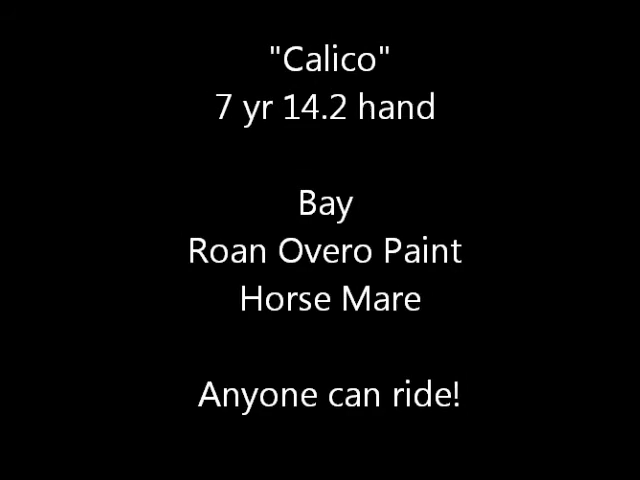 "Calico"
7 yr 14.2 hand
Bay
Roan Overo Paint
Horse Mare
Anyone can ride!